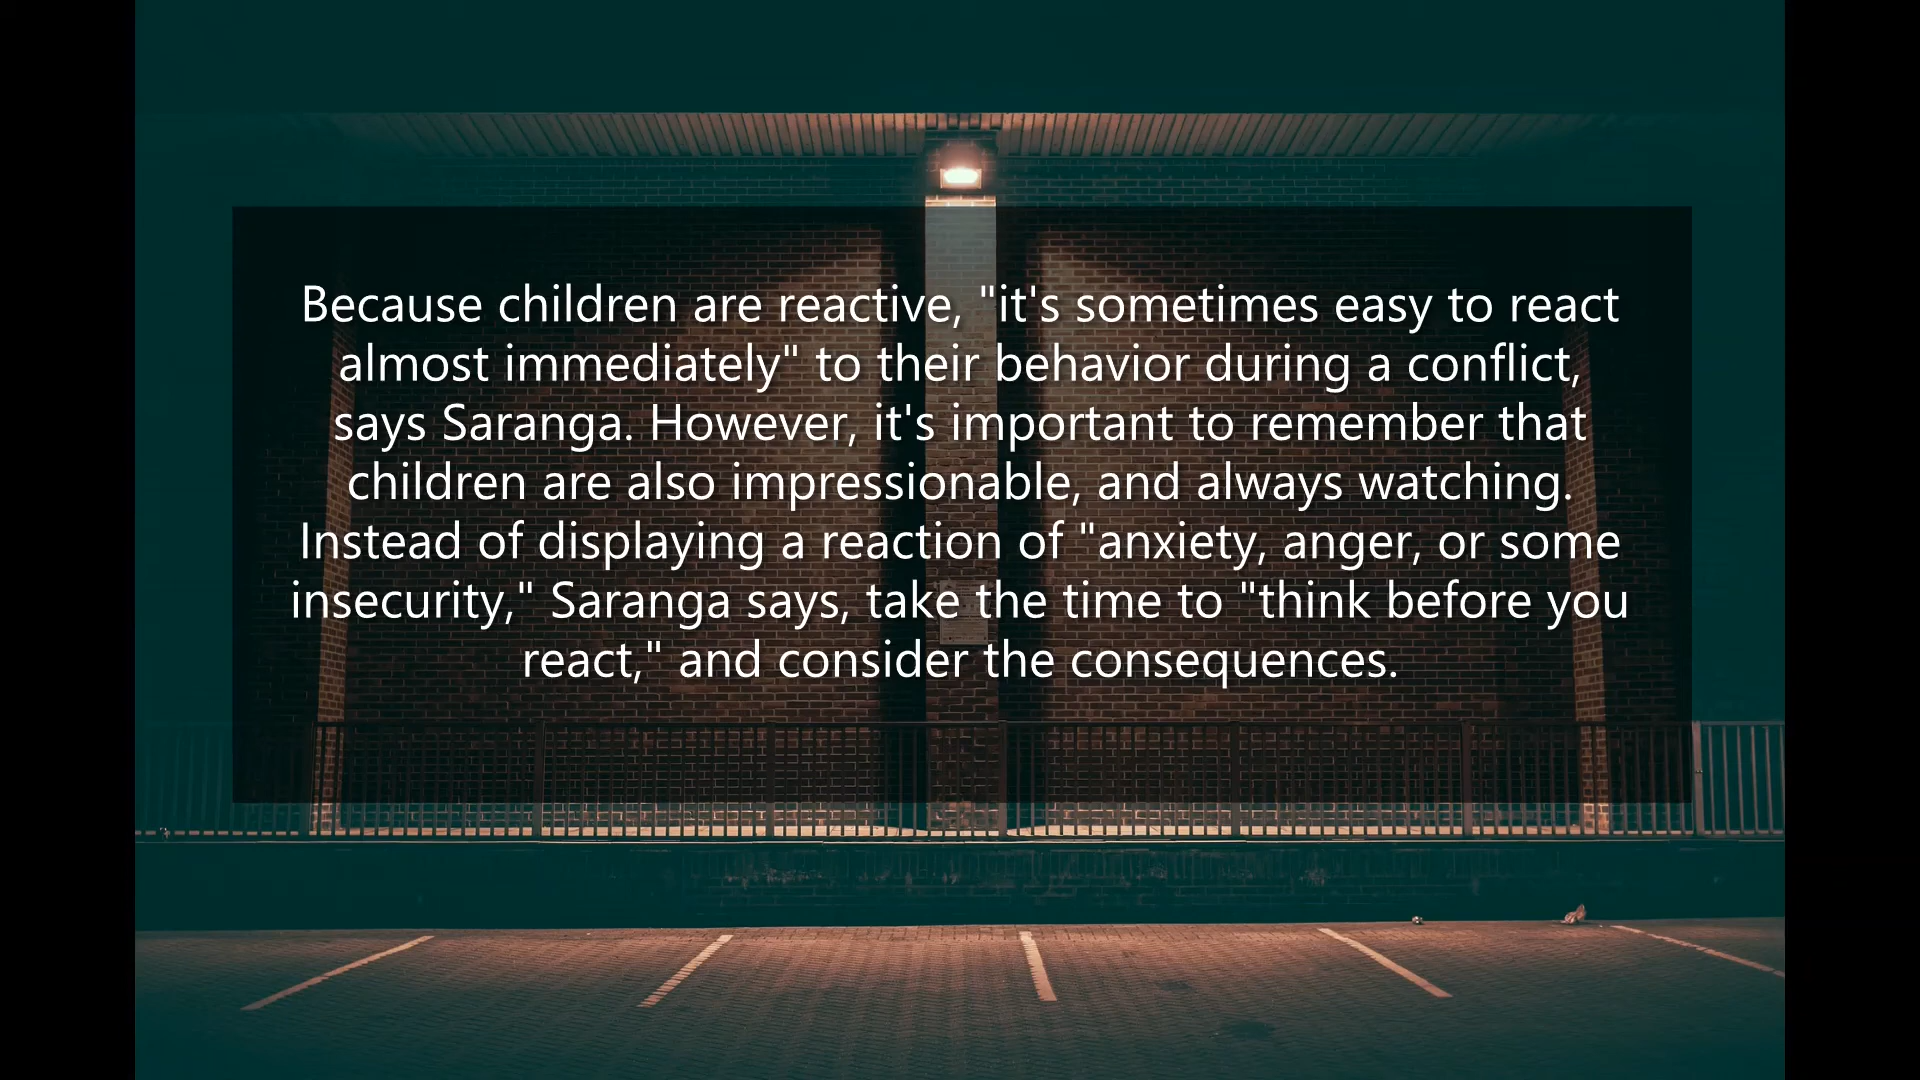 Because children are reactive, "it's sometimes easy to react
almost immediately" to their behavior during a conflict,
says Saranga. However, it's important to remember that
children are also impressionable, and always watching.
Instead of displaying a reaction of "anxiety, anger, or some
insecurity," Saranga says, take the time to "think before you
react," and consider the consequences.